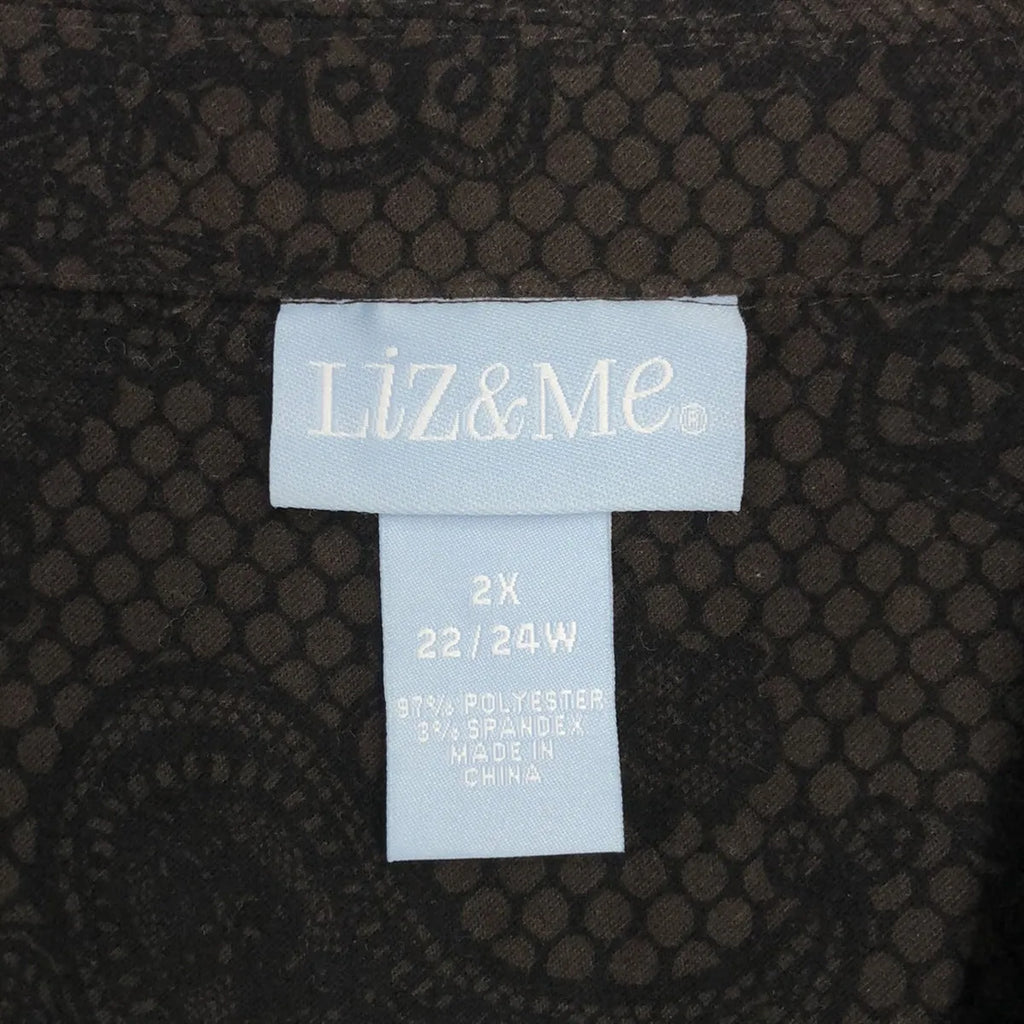 Liz&Me®
2X
22/24W
97% POLYESTER
3% SPANDEX
MADE IN
CHINA